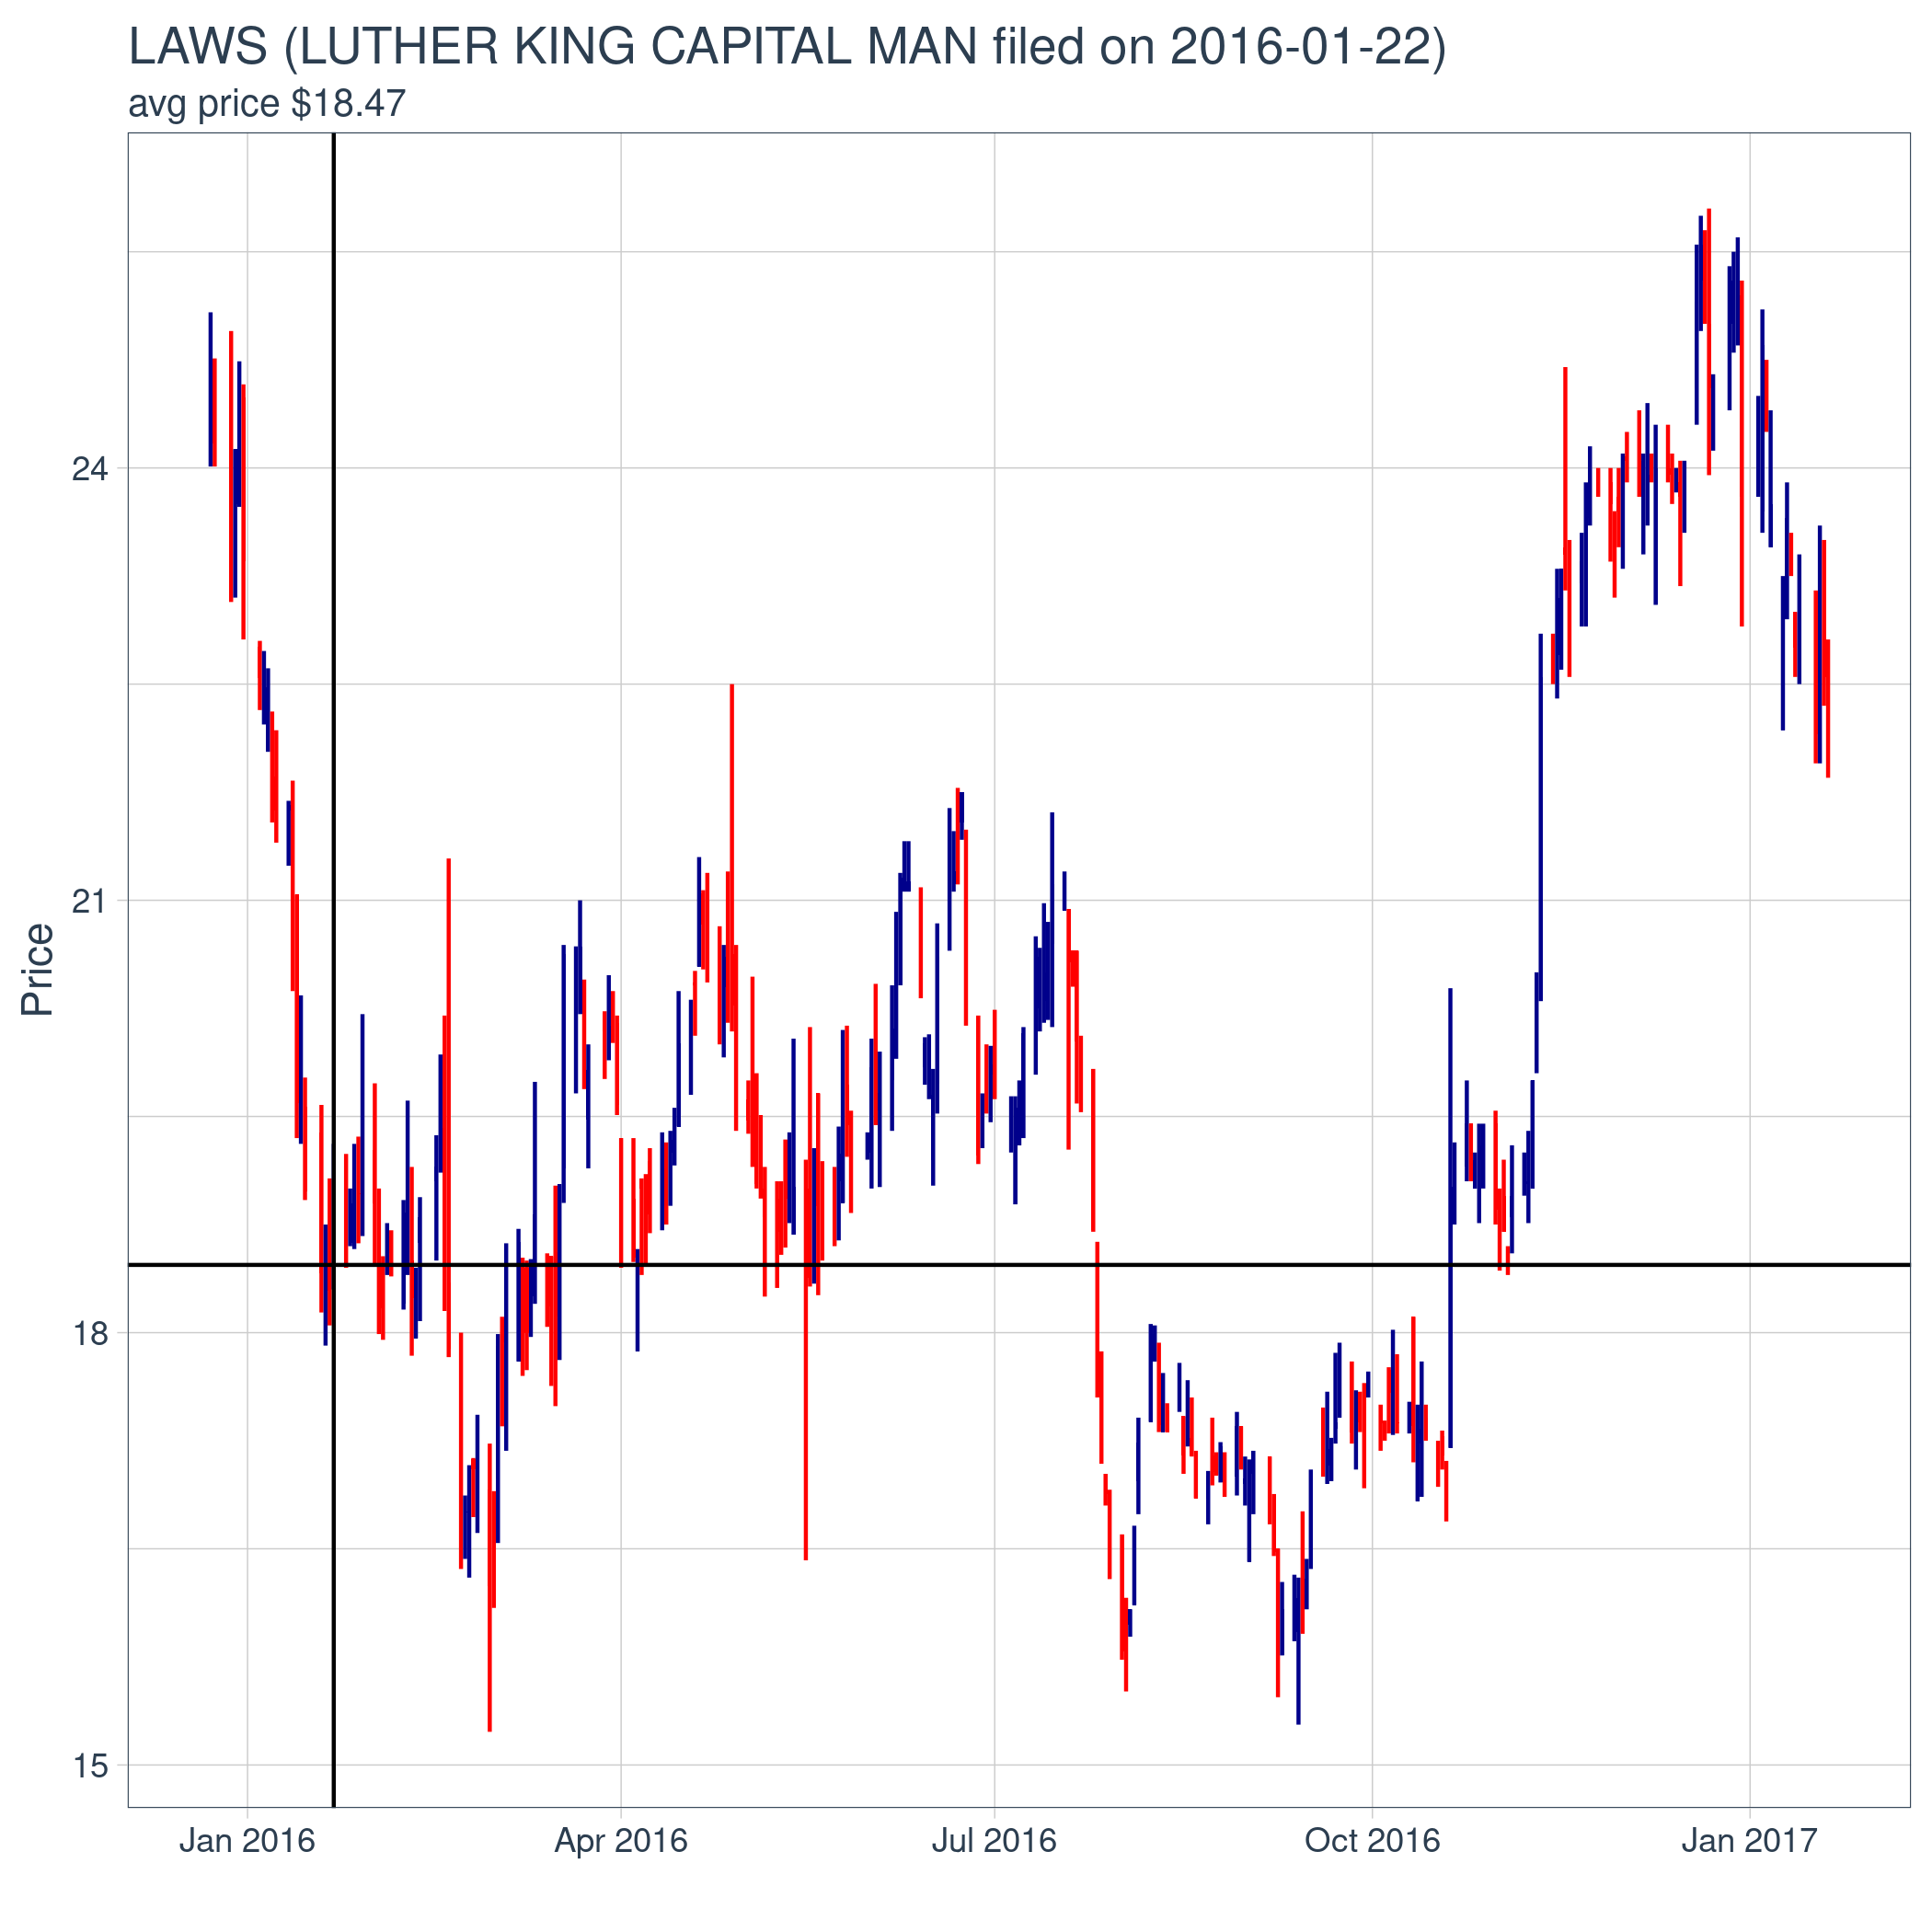 LAWS (LUTHER KING CAPITAL MAN filed on 2016-01-22)
avg price $18.47
24
21
18
15
Price
Jan 2016
Apr 2016
Jul 2016
Oct 2016
Jan 2017